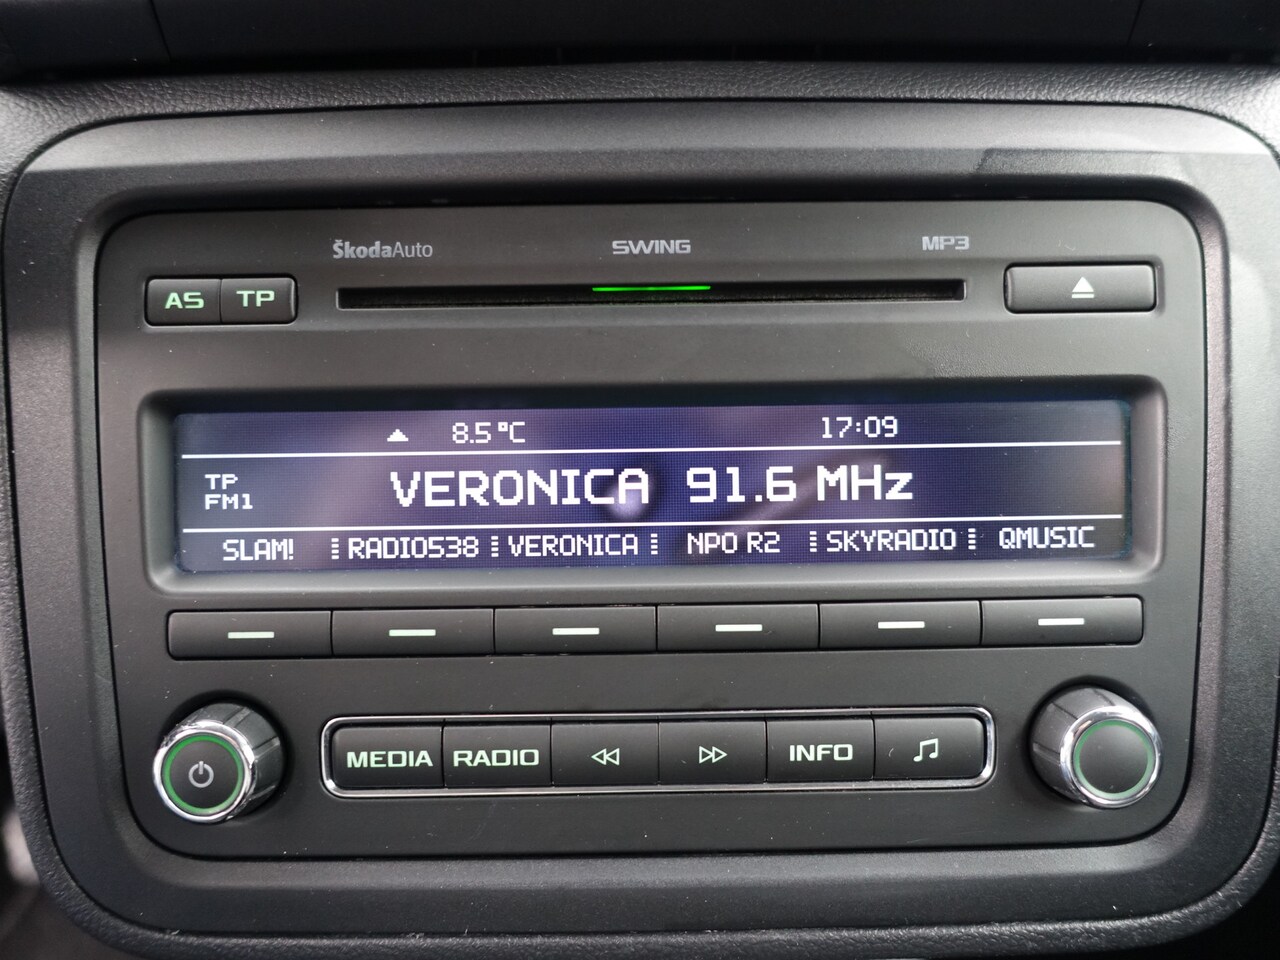 ŠkodaAuto SWING MP3
AS TP
8.5°C 17:09
TP
FM1
VERONICA 91.6 MHz
SLAM! RADIO538 VERONICA NPO R2 SKYRADIO QMUSIC
MEDIA RADIO INFO